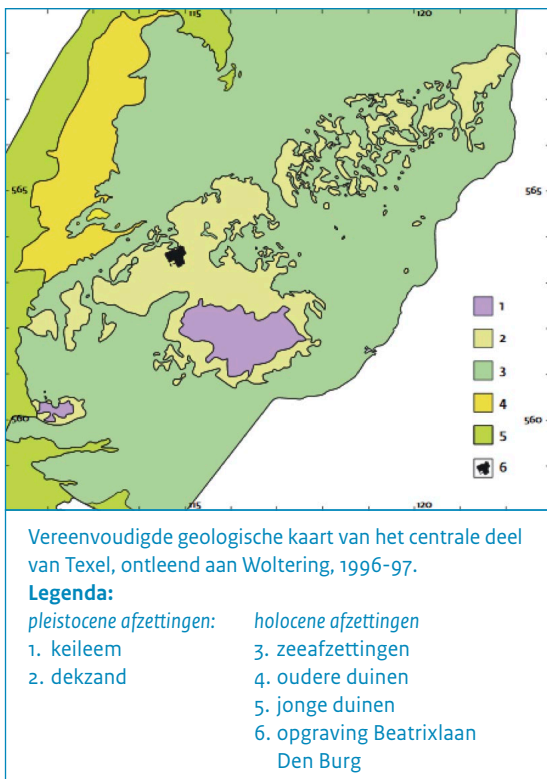 115
120
565
565
1
2
3
4
5
6
560
560
115
120
Vereenvoudigde geologische kaart van het centrale deel
van Texel, ontleend aan Woltering, 1996-97.
Legenda:
pleistocene afzettingen:
1. keileem
2. dekzand
holocene afzettingen
3. zeeafzettingen
4. oudere duinen
5. jonge duinen
6. opgraving Beatrixlaan
Den Burg